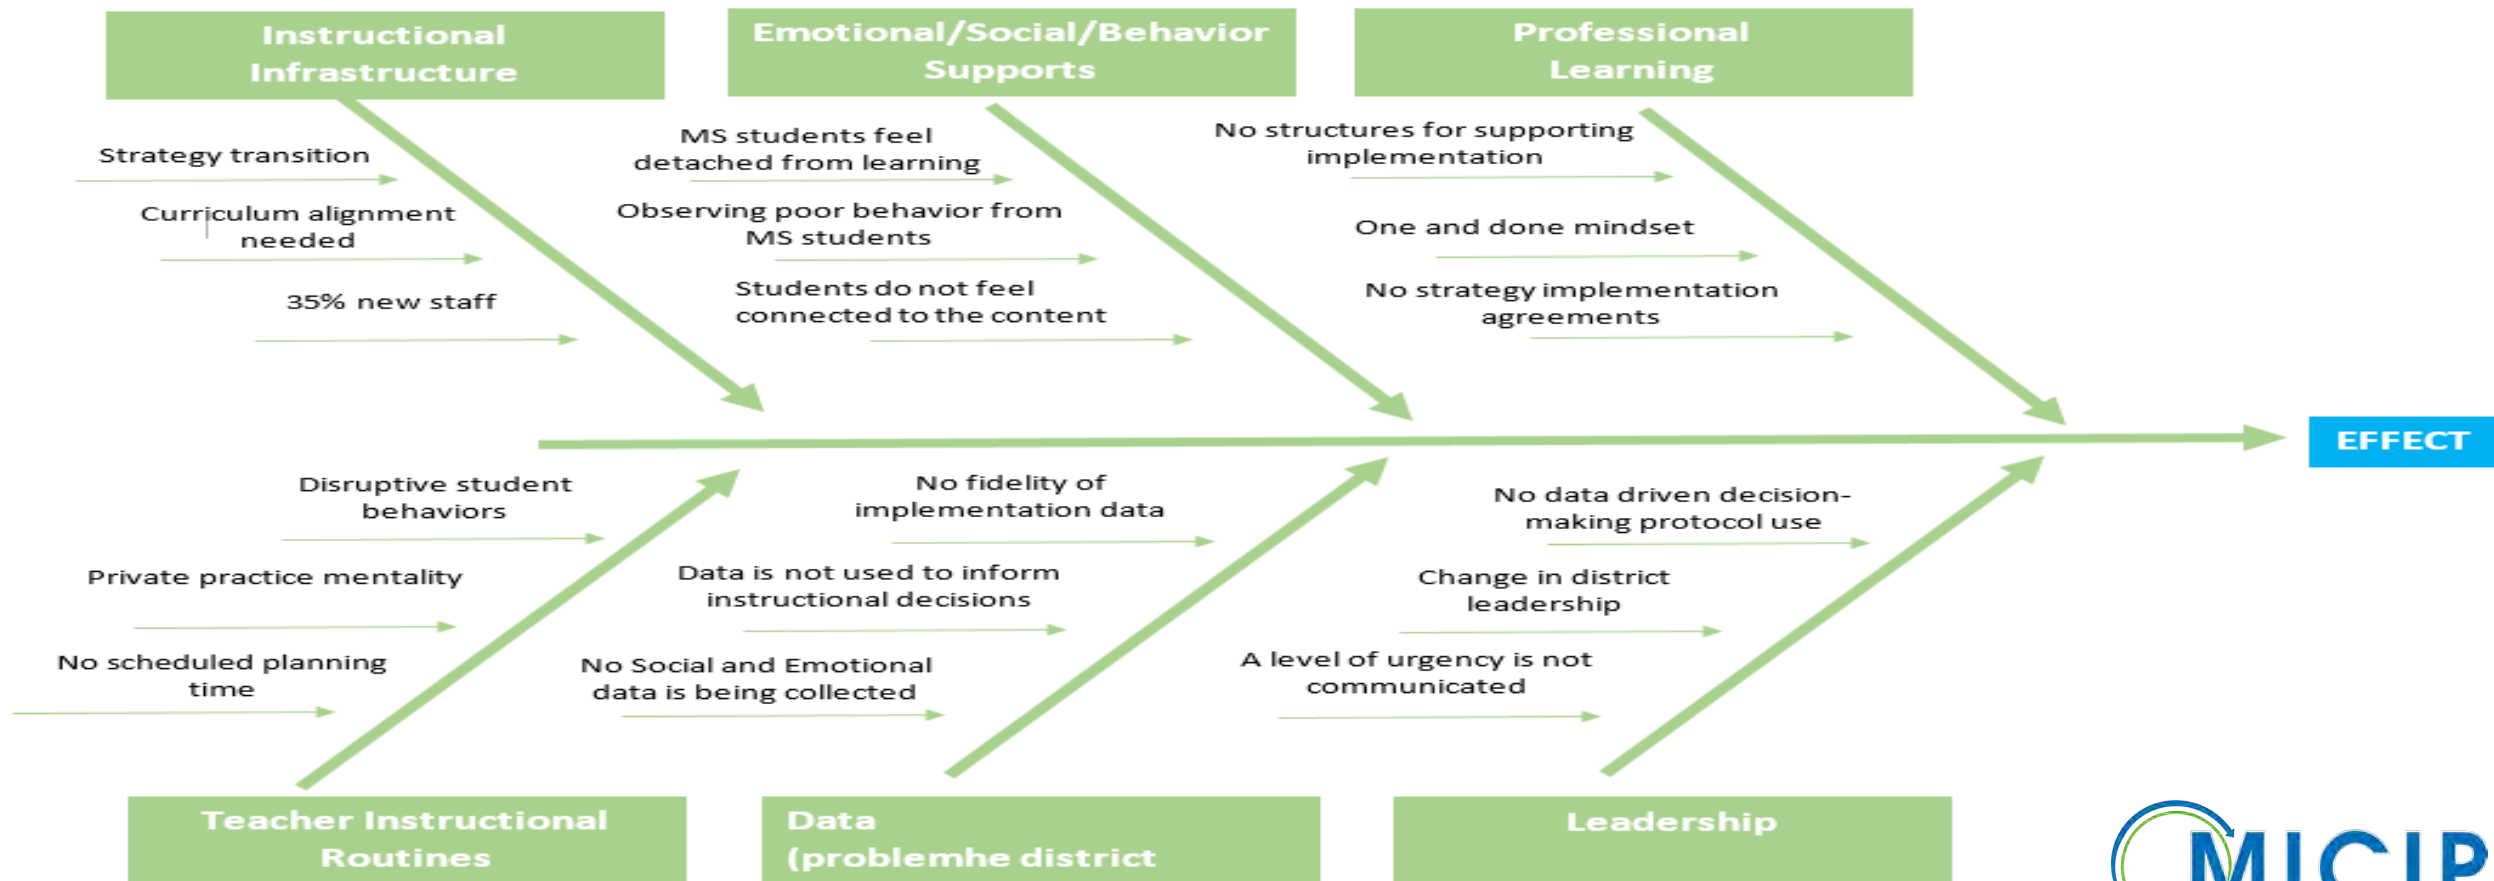 Instructional
Infrastructure
Emotional/Social/Behavior
Supports
Professional
Learning
Strategy transition
Curriculum alignment
needed
35% new staff
MS students feel
detached from learning
Observing poor behavior from
MS students
Students do not feel
connected to the content
No structures for supporting
implementation
One and done mindset
No strategy implementation
agreements
EFFECT
Disruptive student
behaviors
Private practice mentality
No scheduled planning
time
No fidelity of
implementation data
Data is not used to inform
instructional decisions
No Social and Emotional
data is being collected
No data driven decision-
making protocol use
Change in district
leadership
A level of urgency is not
communicated
Teacher Instructional
Routines
Data
(problemhe district
Leadership
MICIP